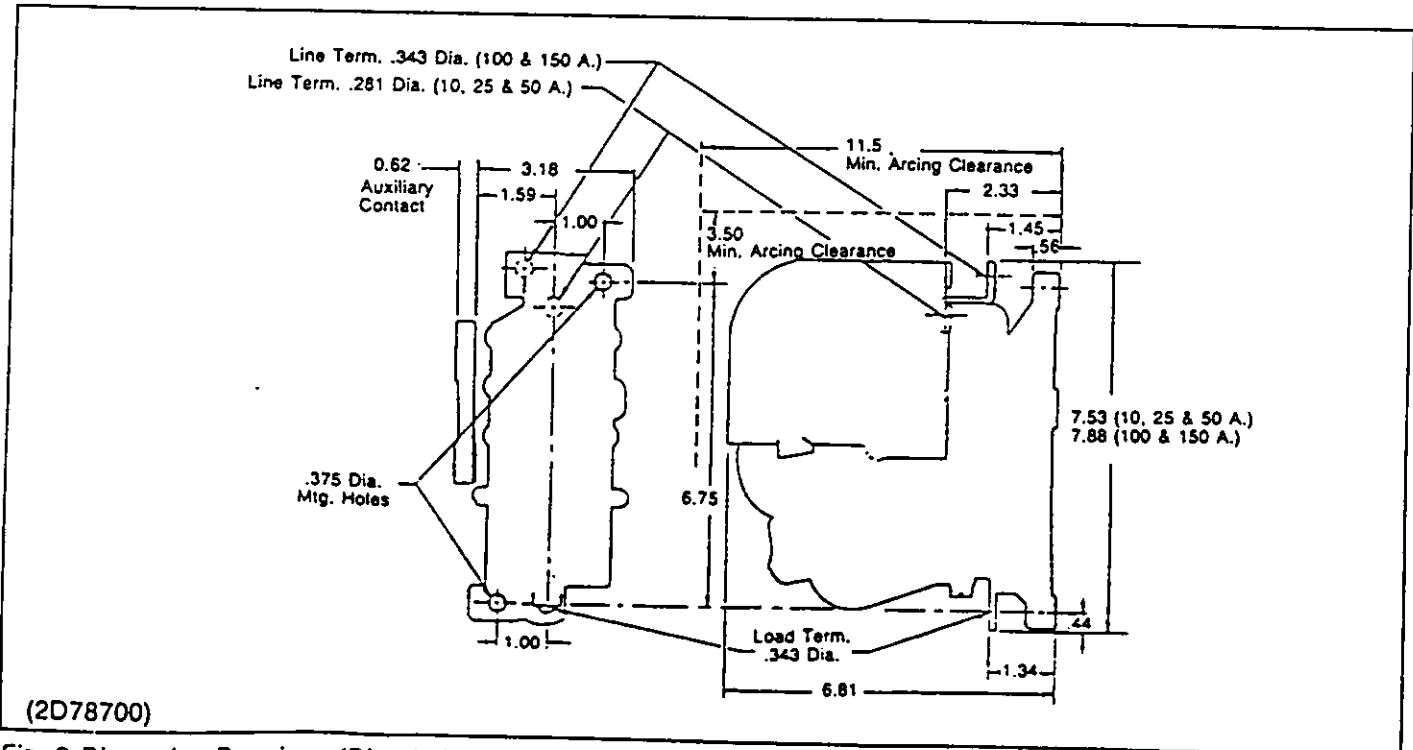 Line Term. .343 Dia. (100 & 150 A.)
Line Term. .281 Dia. (10, 25 & 50 A.)
11.5
Min. Arcing Clearance
0.62
Auxiliary
Contact
3.18
1.59
1.00
2.33
1.45
.56
3.50
Min. Arcing Clearance
7.53 (10, 25 & 50 A.)
7.88 (100 & 150 A.)
.375 Dia.
Mtg. Holes
6.75
.44
1.00
Load Term.
.343 Dia.
1.34
6.81
(2D78700)